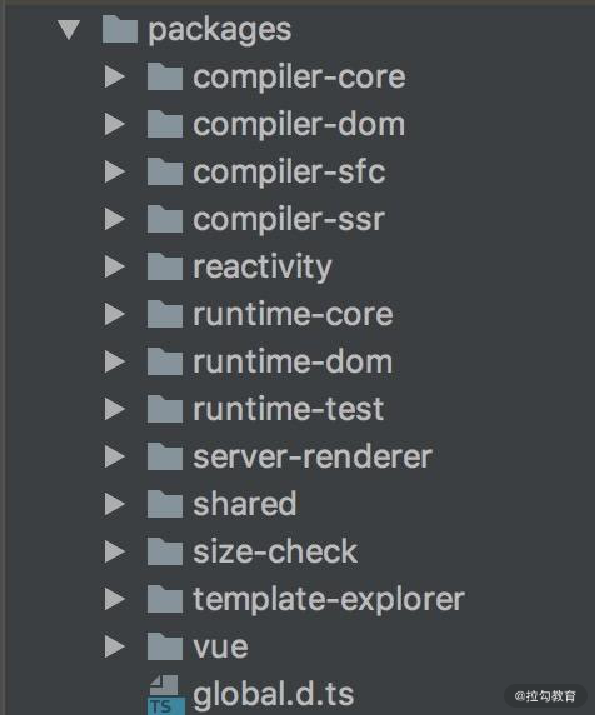 packages
compiler-core
compiler-dom
compiler-sfc
compiler-ssr
reactivity
runtime-core
runtime-dom
runtime-test
server-renderer
shared
size-check
template-explorer
vue
TS global.d.ts
@拉勾教育